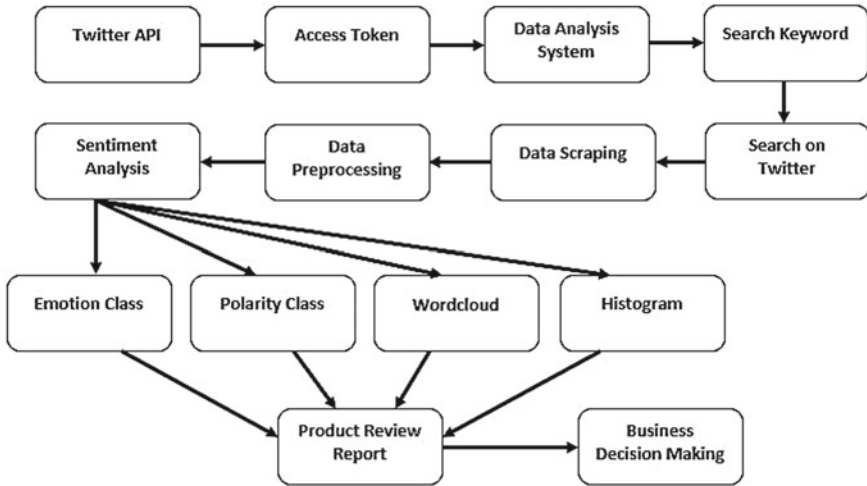 Twitter API
Access Token
Data Analysis
System
Search Keyword
Sentiment
Analysis
Data
Preprocessing
Data Scraping
Search on
Twitter
Emotion Class
Polarity Class
Wordcloud
Histogram
Product Review
Report
Business
Decision Making